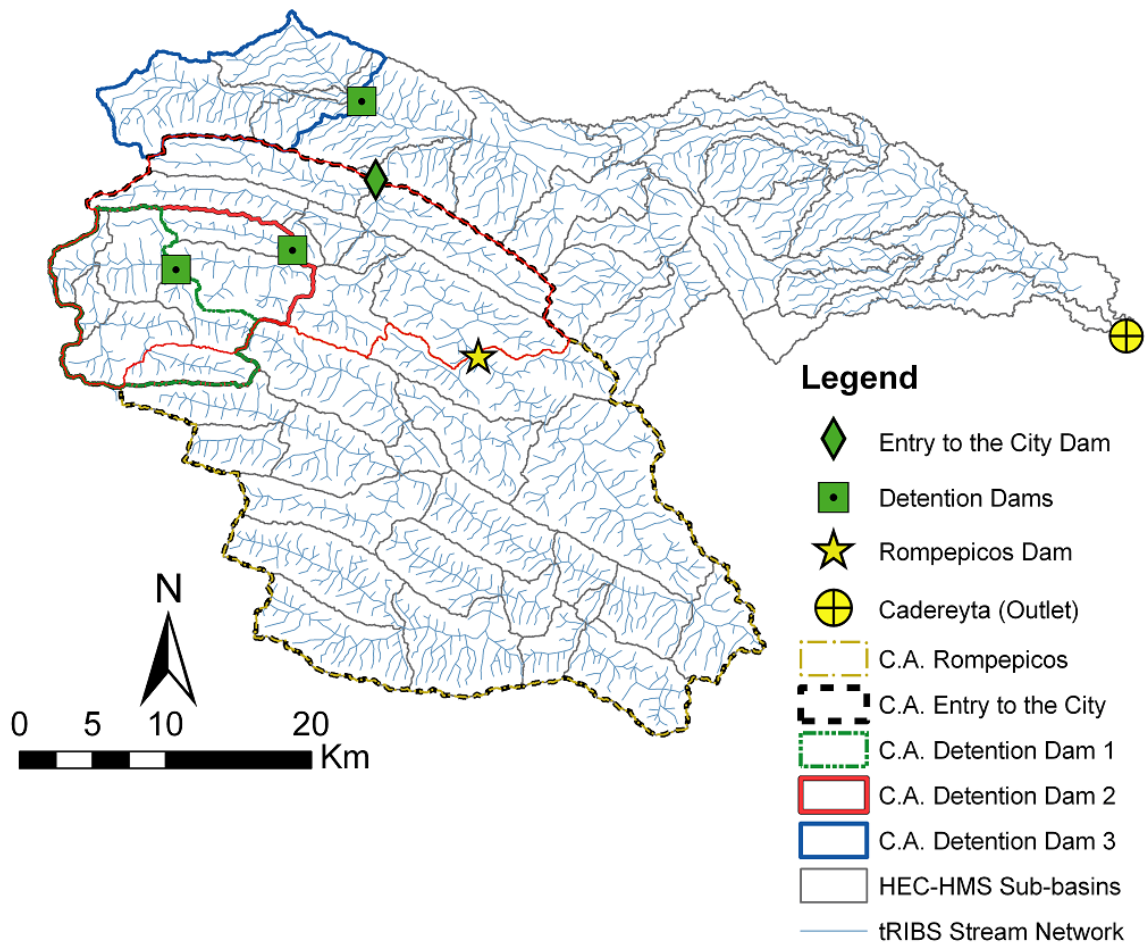 Legend
Entry to the City Dam
Detention Dams
Rompepicos Dam
Cadereyta (Outlet)
C.A. Rompepicos
C.A. Entry to the City
C.A. Detention Dam 1
C.A. Detention Dam 2
C.A. Detention Dam 3
HEC-HMS Sub-basins
tRIBS Stream Network
N
0 5 10 20
Km